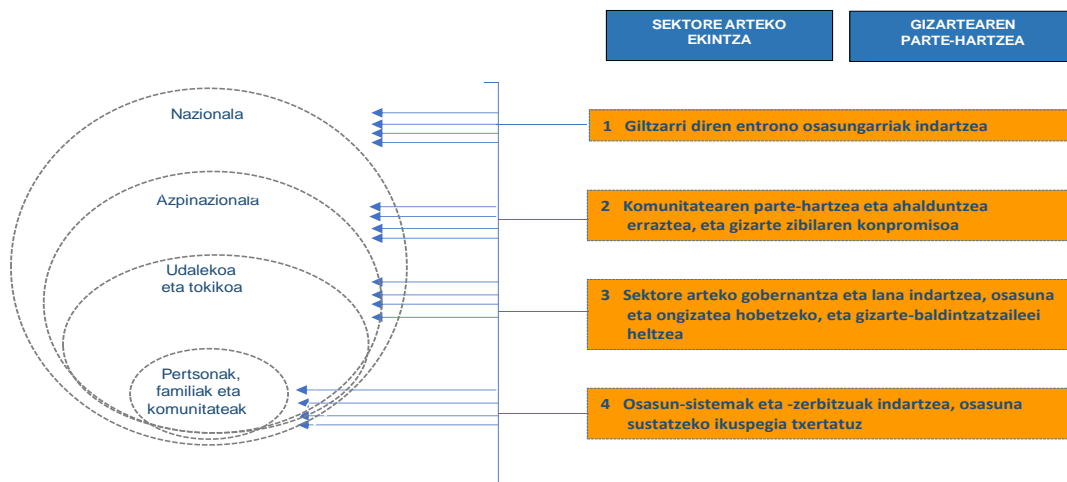 SEKTORE ARTEKO
EKINTZA
GIZARTEAREN
PARTE-HARTZEA
Nazionala
Azpinazionala
Udalekoa
eta tokikoa
Pertsonak,
familiak eta
komunitateak
1 Giltzarri diren entrono osasungarriak indartzea
2 Komunitatearen parte-hartzea eta ahalduntzea
erraztea, eta gizarte zibilaren konpromisoa
3 Sektore arteko gobernantza eta lana indartzea, osasuna
eta ongizatea hobetzeko, eta gizarte-baldintzatzaileei
heltzea
4 Osasun-sistemak eta -zerbitzuak indartzea, osasuna
sustatzeko ikuspegia txertatuz